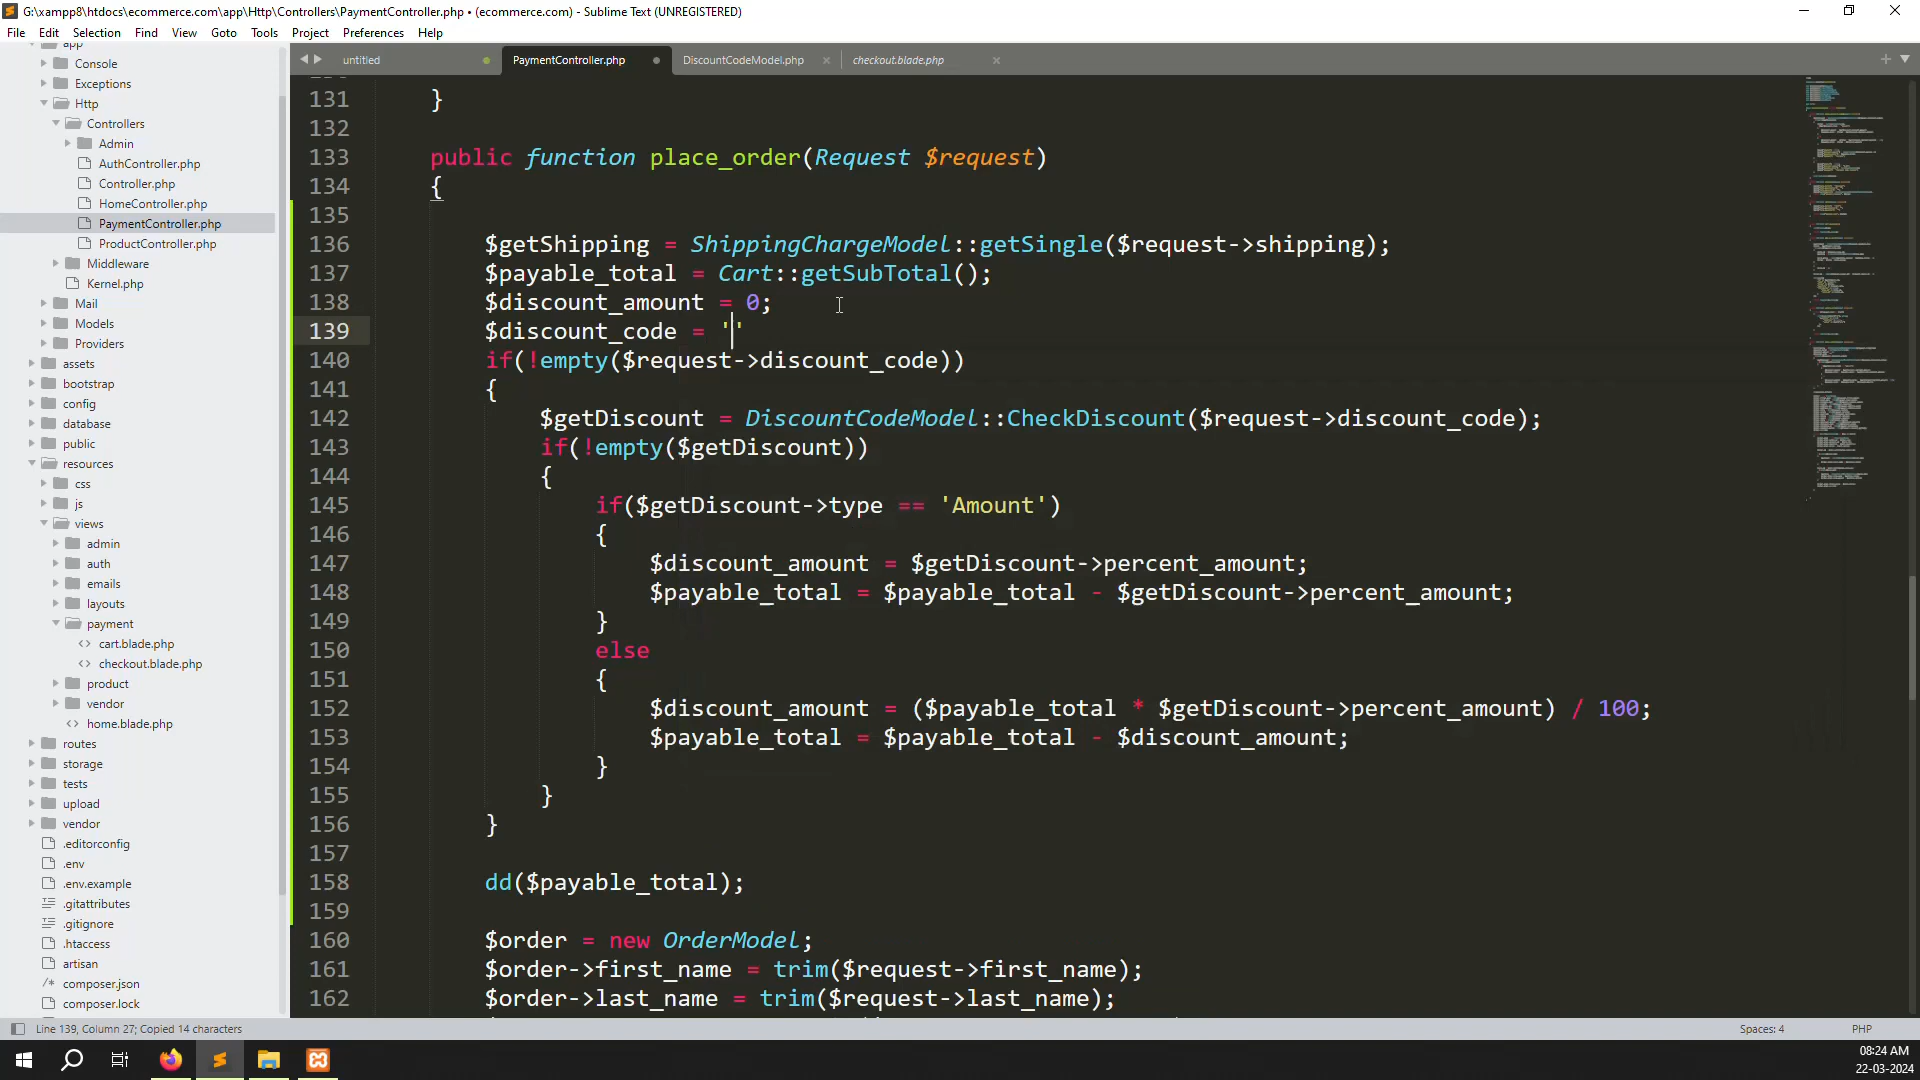 G:\xampp8\htdocs\ecommerce.com\app\Http\Controllers\PaymentController.php • (ecommerce.com) - Sublime Text (UNREGISTERED)
File Edit Selection Find View Goto Tools Project Preferences Help
app
Console
Exceptions
Http
Controllers
Admin
AuthController.php
Controller.php
HomeController.php
PaymentController.php
ProductController.php
Middleware
Kernel.php
Mail
Models
Providers
assets
bootstrap
config
database
public
resources
css
js
views
admin
auth
emails
layouts
payment
cart.blade.php
checkout.blade.php
product
vendor
home.blade.php
routes
storage
tests
upload
vendor
.editorconfig
.env
.env.example
.gitattributes
.gitignore
.htaccess
artisan
composer.json
composer.lock
untitled PaymentController.php DiscountCodeModel.php checkout.blade.php
131 }
132
133 public function place_order(Request $request)
134 {
135
136 $getShipping = ShippingChargeModel::getSingle($request->shipping);
137 $payable_total = Cart::getSubTotal();
138 $discount_amount = 0;
139 $discount_code = ''
140 if(!empty($request->discount_code))
141 {
142 $getDiscount = DiscountCodeModel::CheckDiscount($request->discount_code);
143 if(!empty($getDiscount))
144 {
145 if($getDiscount->type == 'Amount')
146 {
147 $discount_amount = $getDiscount->percent_amount;
148 $payable_total = $payable_total - $getDiscount->percent_amount;
149 }
150 else
151 {
152 $discount_amount = ($payable_total * $getDiscount->percent_amount) / 100;
153 $payable_total = $payable_total - $discount_amount;
154 }
155 }
156 }
157
158 dd($payable_total);
159
160 $order = new OrderModel;
161 $order->first_name = trim($request->first_name);
162 $order->last_name = trim($request->last_name);
Line 139, Column 27; Copied 14 characters
Spaces: 4
PHP
08:24 AM
22-03-2024